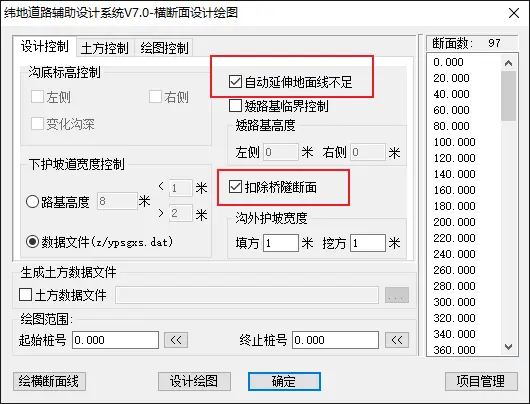 纬地道路辅助设计系统V7.0-横断面设计绘图
设计控制 土方控制 绘图控制
断面数: 97
沟底标高控制
左侧 右侧
变化沟深
自动延伸地面线不足
矮路基临界控制
矮路基高度
左侧 0 米 右侧 0 米
下护坡道宽度控制
路基高度 8 米 < 1 米
> 2 米
数据文件(z/ypsgxs.dat)
扣除桥隧断面
沟外护坡宽度
填方 1 米 挖方 1 米
生成土方数据文件
土方数据文件 ...
绘图范围:
起始桩号 0.000 << 终止桩号 0.000 <<
0.000
20.000
40.000
60.000
80.000
100.000
120.000
140.000
160.000
180.000
200.000
220.000
240.000
260.000
280.000
300.000
320.000
340.000
360.000
绘横断面线 设计绘图 确定 项目管理